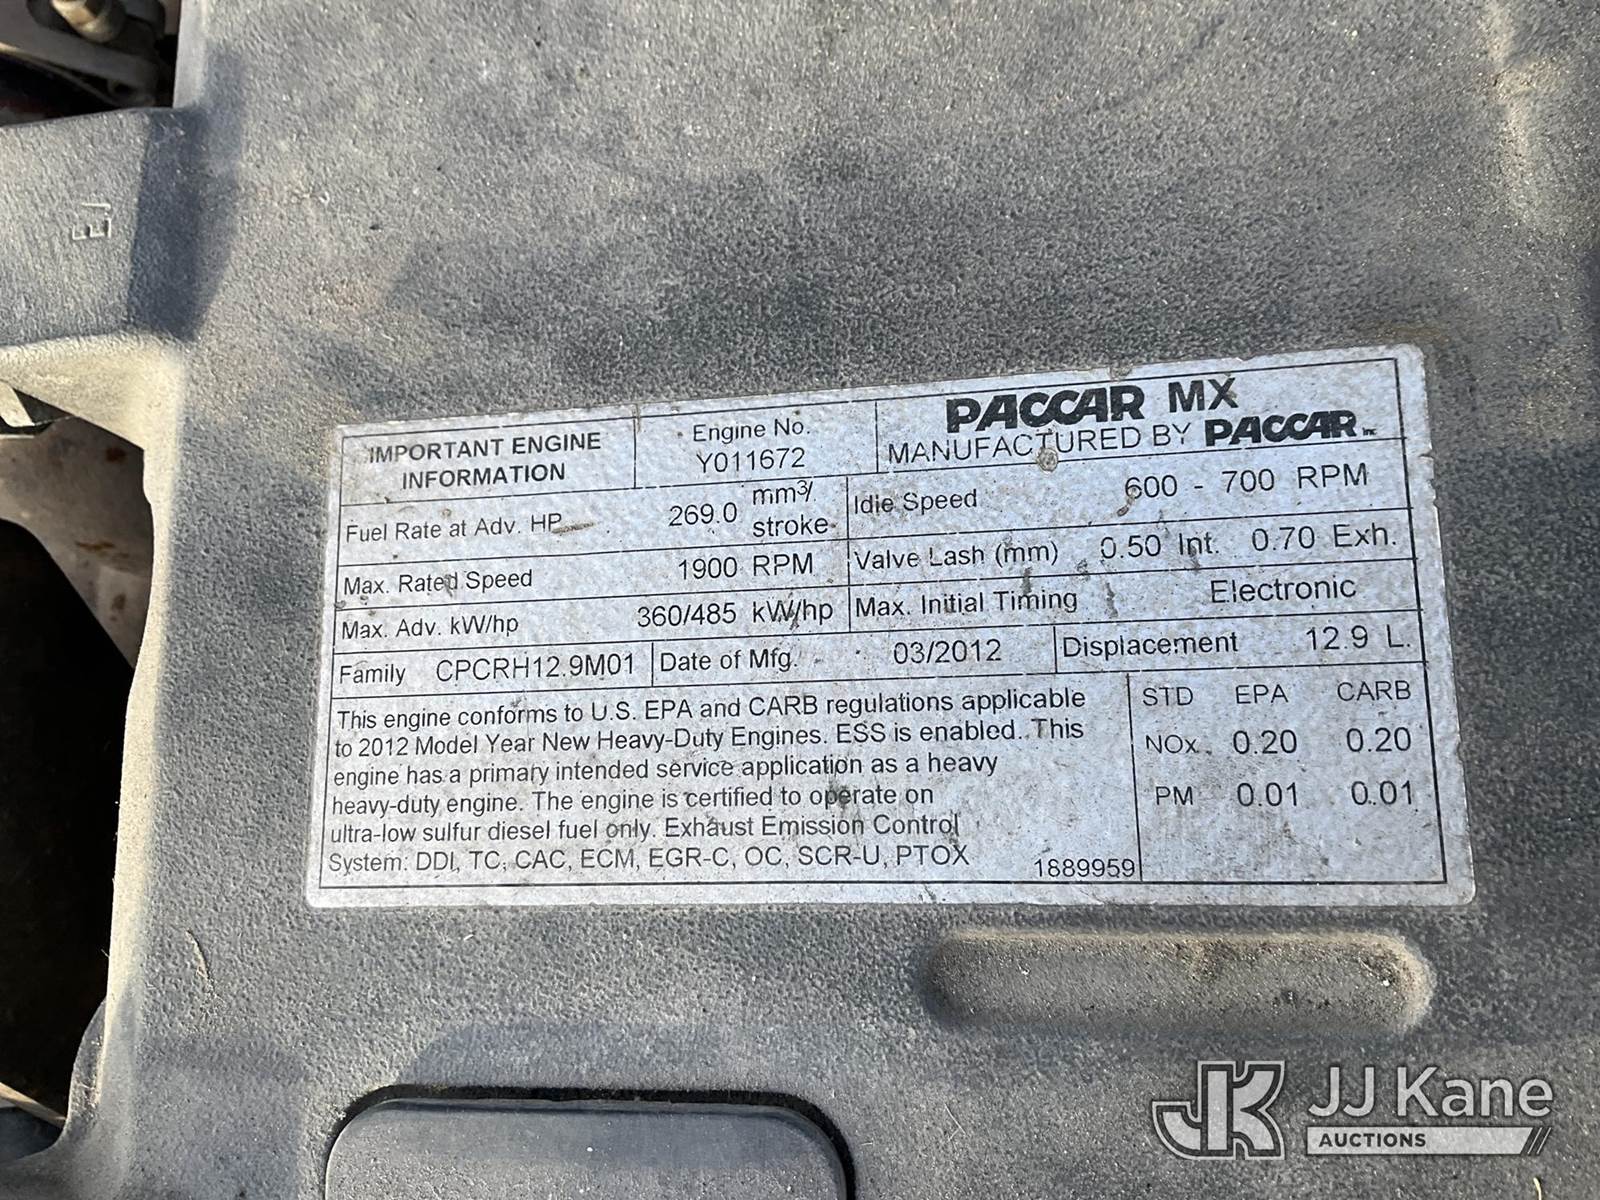 EJ
IMPORTANT ENGINE
INFORMATION
Engine No.
Y011672
PACCAR MX
MANUFACTURED BY PACCAR Inc
Fuel Rate at Adv. HP 269.0 mm³/
stroke
Idle Speed 600 - 700 RPM
Max. Rated Speed 1900 RPM
Valve Lash (mm) 0.50 Int. 0.70 Exh.
Max. Adv. kW/hp 360/485 kW/hp
Max. Initial Timing Electronic
Family CPCRH12.9M01
Date of Mfg. 03/2012
Displacement 12.9 L.
This engine conforms to U.S. EPA and CARB regulations applicable
to 2012 Model Year New Heavy-Duty Engines. ESS is enabled. This
engine has a primary intended service application as a heavy
heavy-duty engine. The engine is certified to operate on
ultra-low sulfur diesel fuel only. Exhaust Emission Control
System: DDI, TC, CAC, ECM, EGR-C, OC, SCR-U, PTOX
1889959
STD EPA CARB
NOx 0.20 0.20
PM 0.01 0.01
JK JJ Kane
AUCTIONS